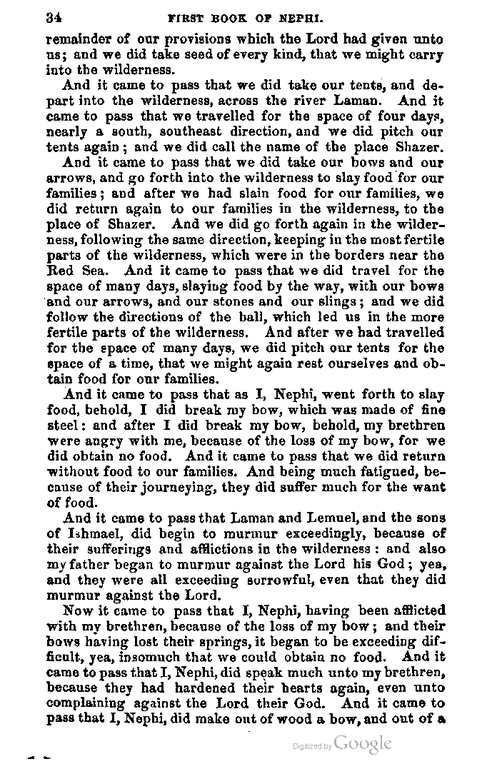 34 FIRST BOOK OF NEPHI.
remainder of our provisions which the Lord had given unto
us; and we did take seed of every kind, that we might carry
into the wilderness.
And it came to pass that we did take our tents, and de-
part into the wilderness, across the river Laman. And it
came to pass that we travelled for the space of four days,
nearly a south, southeast direction, and we did pitch our
tents again; and we did call the name of the place Shazer.
And it came to pass that we did take our bows and our
arrows, and go forth into the wilderness to slay food for our
families; and after we had slain food for our families, we
did return again to our families in the wilderness, to the
place of Shazer. And we did go forth again in the wilder-
ness, following the same direction, keeping in the most fertile
parts of the wilderness, which were in the borders near the
Red Sea. And it came to pass that we did travel for the
space of many days, slaying food by the way, with our bows
and our arrows, and our stones and our slings; and we did
follow the directions of the ball, which led us in the more
fertile parts of the wilderness. And after we had travelled
for the space of many days, we did pitch our tents for the
space of a time, that we might again rest ourselves and ob-
tain food for our families.
And it came to pass that as I, Nephi, went forth to slay
food, behold, I did break my bow, which was made of fine
steel: and after I did break my bow, behold, my brethren
were angry with me, because of the loss of my bow, for we
did obtain no food. And it came to pass that we did return
without food to our families. And being much fatigued, be-
cause of their journeying, they did suffer much for the want
of food.
And it came to pass that Laman and Lemuel, and the sons
of Ishmael, did begin to murmur exceedingly, because of
their sufferings and afflictions in the wilderness: and also
my father began to murmur against the Lord his God; yea,
and they were all exceeding sorrowful, even that they did
murmur against the Lord.
Now it came to pass that I, Nephi, having been afflicted
with my brethren, because of the loss of my bow; and their
bows having lost their springs, it began to be exceeding dif-
ficult, yea, insomuch that we could obtain no food. And it
came to pass that I, Nephi, did speak much unto my brethren,
because they had hardened their hearts again, even unto
complaining against the Lord their God. And it came to
pass that I, Nephi, did make out of wood a bow, and out of a
Digitized by Google